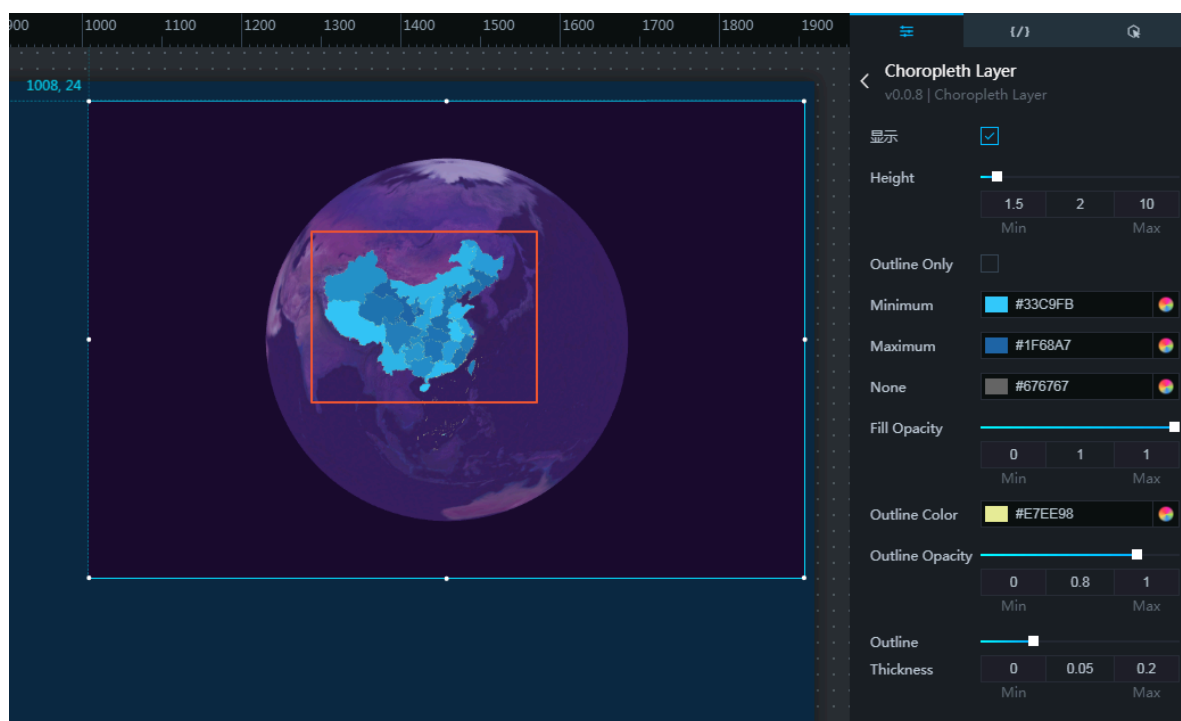 900 1000 1100 1200 1300 1400 1500 1600 1700 1800 1900
1008, 24
{/}
Choropleth Layer
v0.0.8 | Choropleth Layer
显示
Height
1.5 2 10
Min Max
Outline Only
Minimum #33C9FB
Maximum #1F68A7
None #676767
Fill Opacity
0 1 1
Min Max
Outline Color #E7EE98
Outline Opacity
0 0.8 1
Min Max
Outline
Thickness 0 0.05 0.2
Min Max